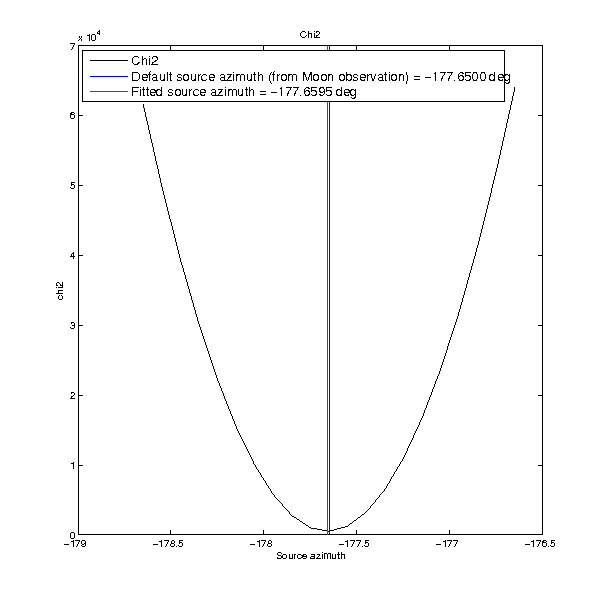 Chi2
x 10^4
7
Chi2
Default source azimuth (from Moon observation) = −177.6500 deg
Fitted source azimuth = −177.6595 deg
6
5
4
3
2
1
0
chi2
−179 −178.5 −178 −177.5 −177 −176.5
Source azimuth